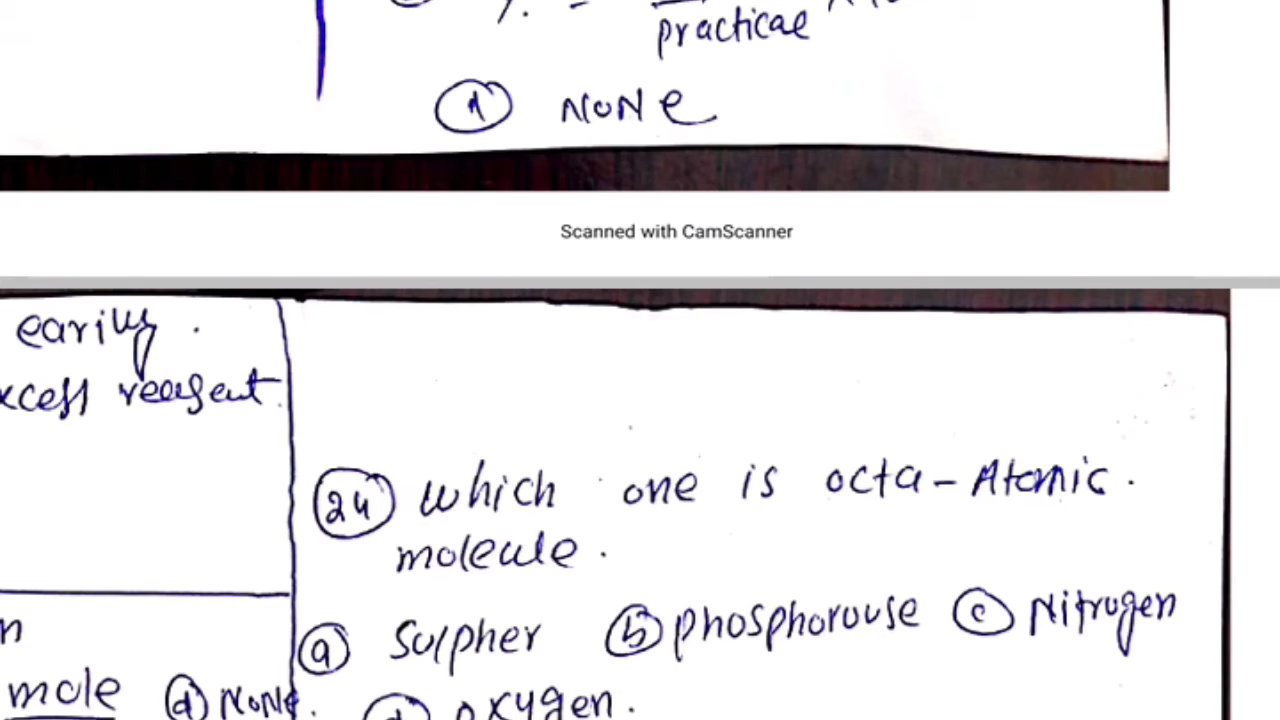 practicae
(d) NONE
Scanned with CamScanner
earily.
xcess reagent
(24) which one is octa-Atomic.
molecule.
n
(a) Sulpher (b) phosphorouse (c) Nitrogen
mole (d) NONE.
(d) oxygen.